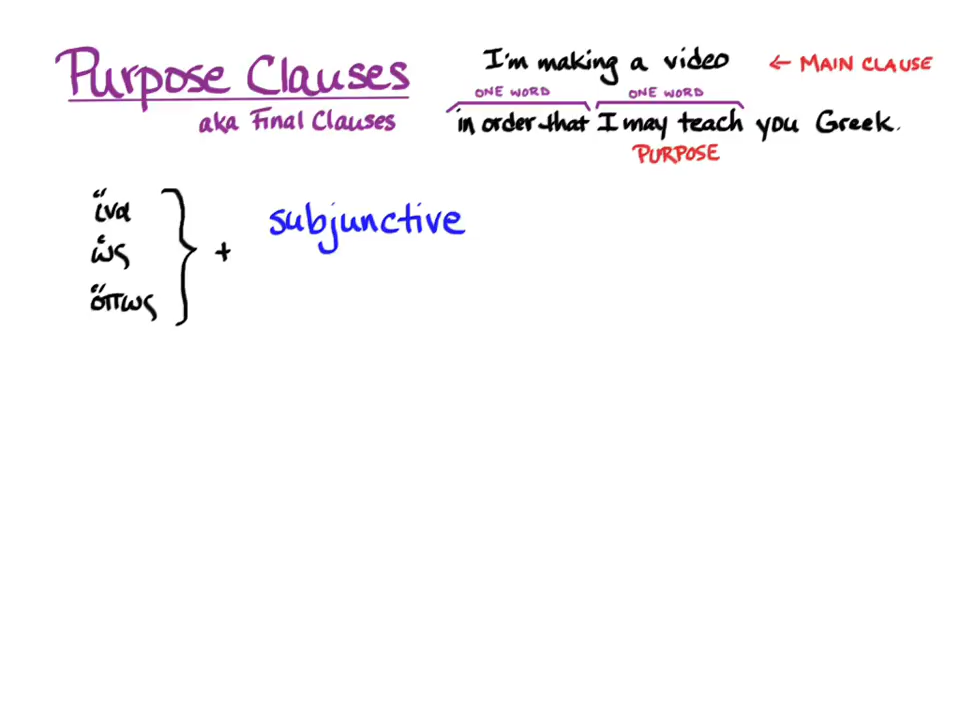 Purpose Clauses
aka Final Clauses
I'm making a video ← MAIN CLAUSE
ONE WORD ONE WORD
in order that I may teach you Greek.
PURPOSE
ἵνα
ὡς
ὅπως
+ subjunctive